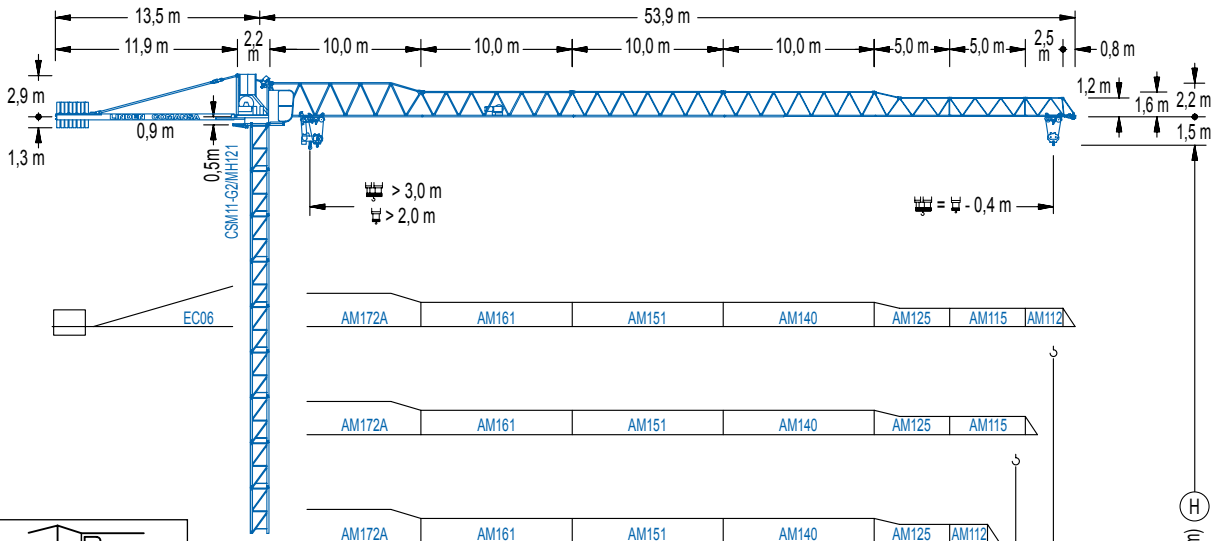 13,5 m 53,9 m
11,9 m 2,2 m 10,0 m 10,0 m 10,0 m 10,0 m 5,0 m 5,0 m 2,5 m 0,8 m
2,9 m 1,2 m 1,6 m 2,2 m
LINDEN COMANSA
0,9 m
1,3 m 0,5m 1,5 m
CSM11-G2/MH121
> 3,0 m
> 2,0 m
= - 0,4 m
EC06 AM172A AM161 AM151 AM140 AM125 AM115 AM112
AM172A AM161 AM151 AM140 AM125 AM115
H
(m)
AM172A AM161 AM151 AM140 AM125 AM112